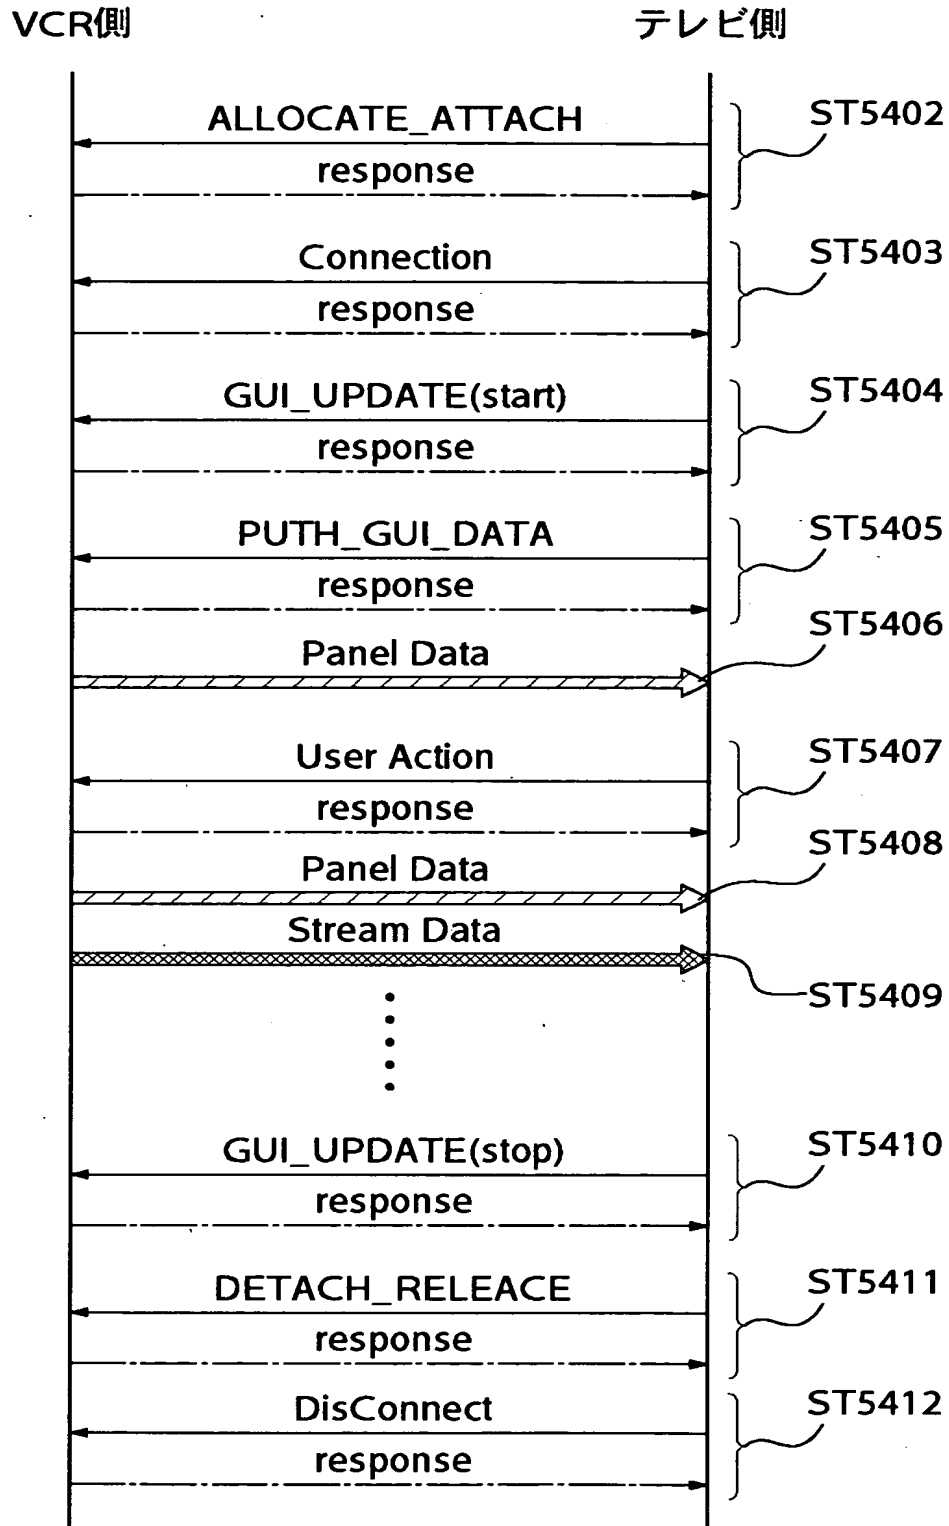 VCR側 テレビ側
ALLOCATE_ATTACH ST5402
response
Connection ST5403
response
GUI_UPDATE(start) ST5404
response
PUTH_GUI_DATA ST5405
response
Panel Data ST5406
User Action ST5407
response
Panel Data ST5408
Stream Data
ST5409
GUI_UPDATE(stop) ST5410
response
DETACH_RELEACE ST5411
response
DisConnect ST5412
response